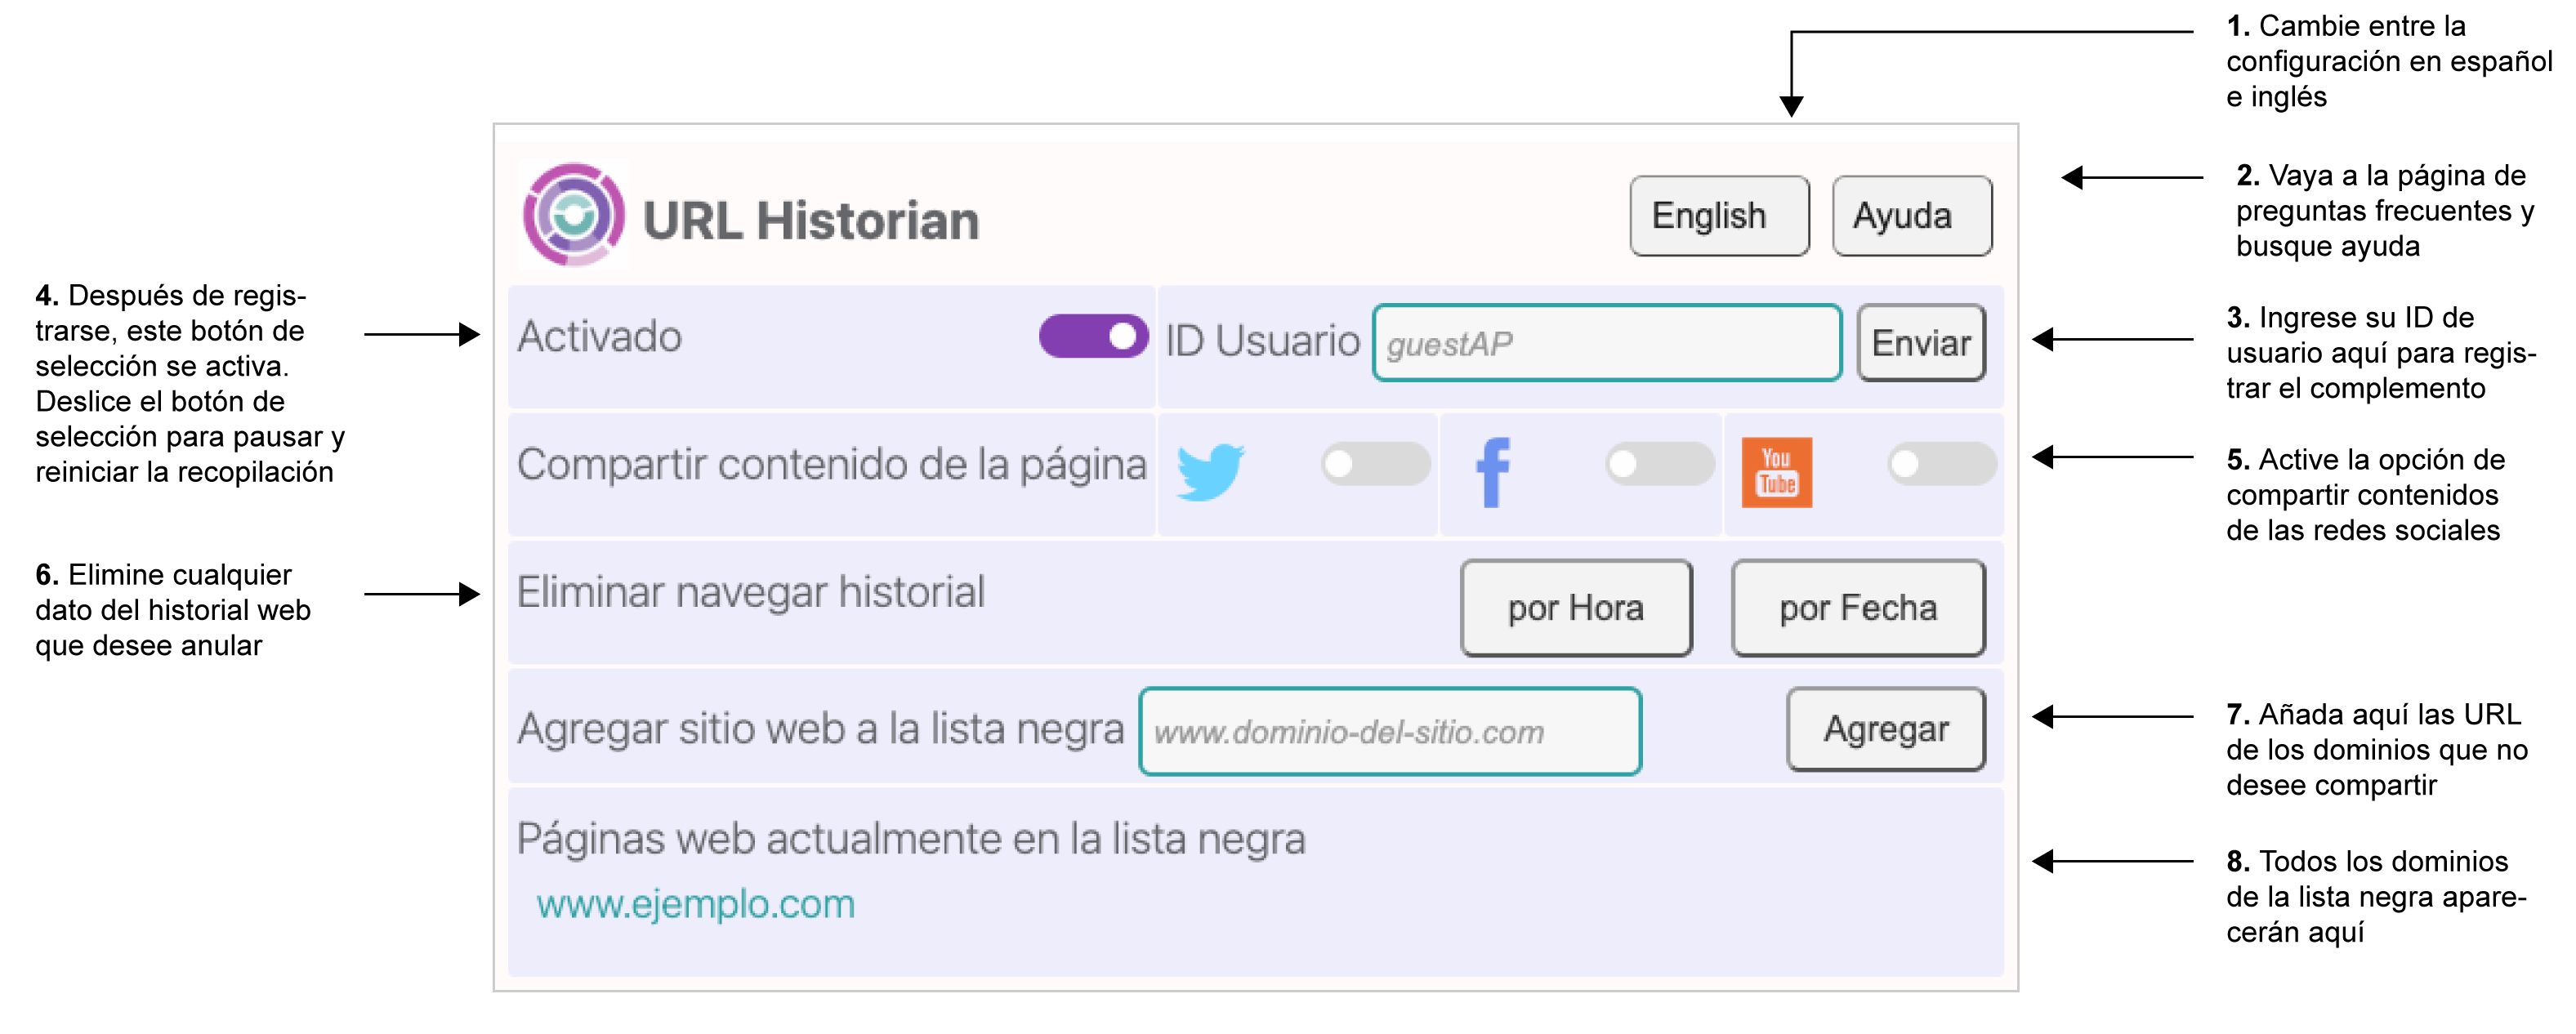 1. Cambie entre la
configuración en español
e inglés
2. Vaya a la página de
preguntas frecuentes y
busque ayuda
URL Historian
English
Ayuda
4. Después de regis-
trarse, este botón de
selección se activa.
Deslice el botón de
selección para pausar y
reiniciar la recopilación
Activado
ID Usuario
guestAP
Enviar
3. Ingrese su ID de
usuario aquí para regis-
trar el complemento
Compartir contenido de la página
You
Tube
5. Active la opción de
compartir contenidos
de las redes sociales
6. Elimine cualquier
dato del historial web
que desee anular
Eliminar navegar historial
por Hora
por Fecha
Agregar sitio web a la lista negra
www.dominio-del-sitio.com
Agregar
7. Añada aquí las URL
de los dominios que no
desee compartir
Páginas web actualmente en la lista negra
www.ejemplo.com
8. Todos los dominios
de la lista negra apare-
cerán aquí